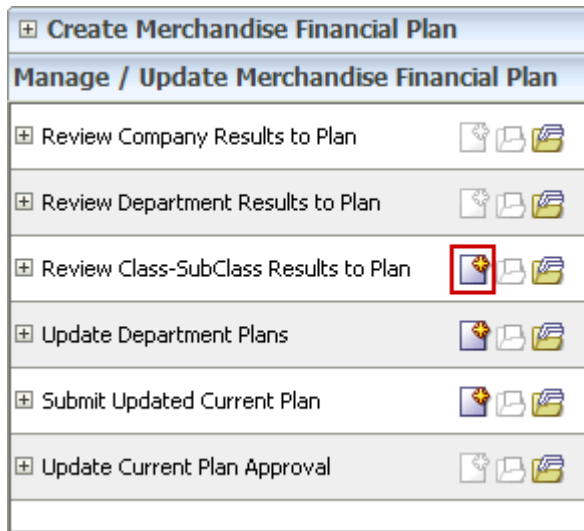 Create Merchandise Financial Plan
Manage / Update Merchandise Financial Plan
Review Company Results to Plan
Review Department Results to Plan
Review Class-SubClass Results to Plan
Update Department Plans
Submit Updated Current Plan
Update Current Plan Approval